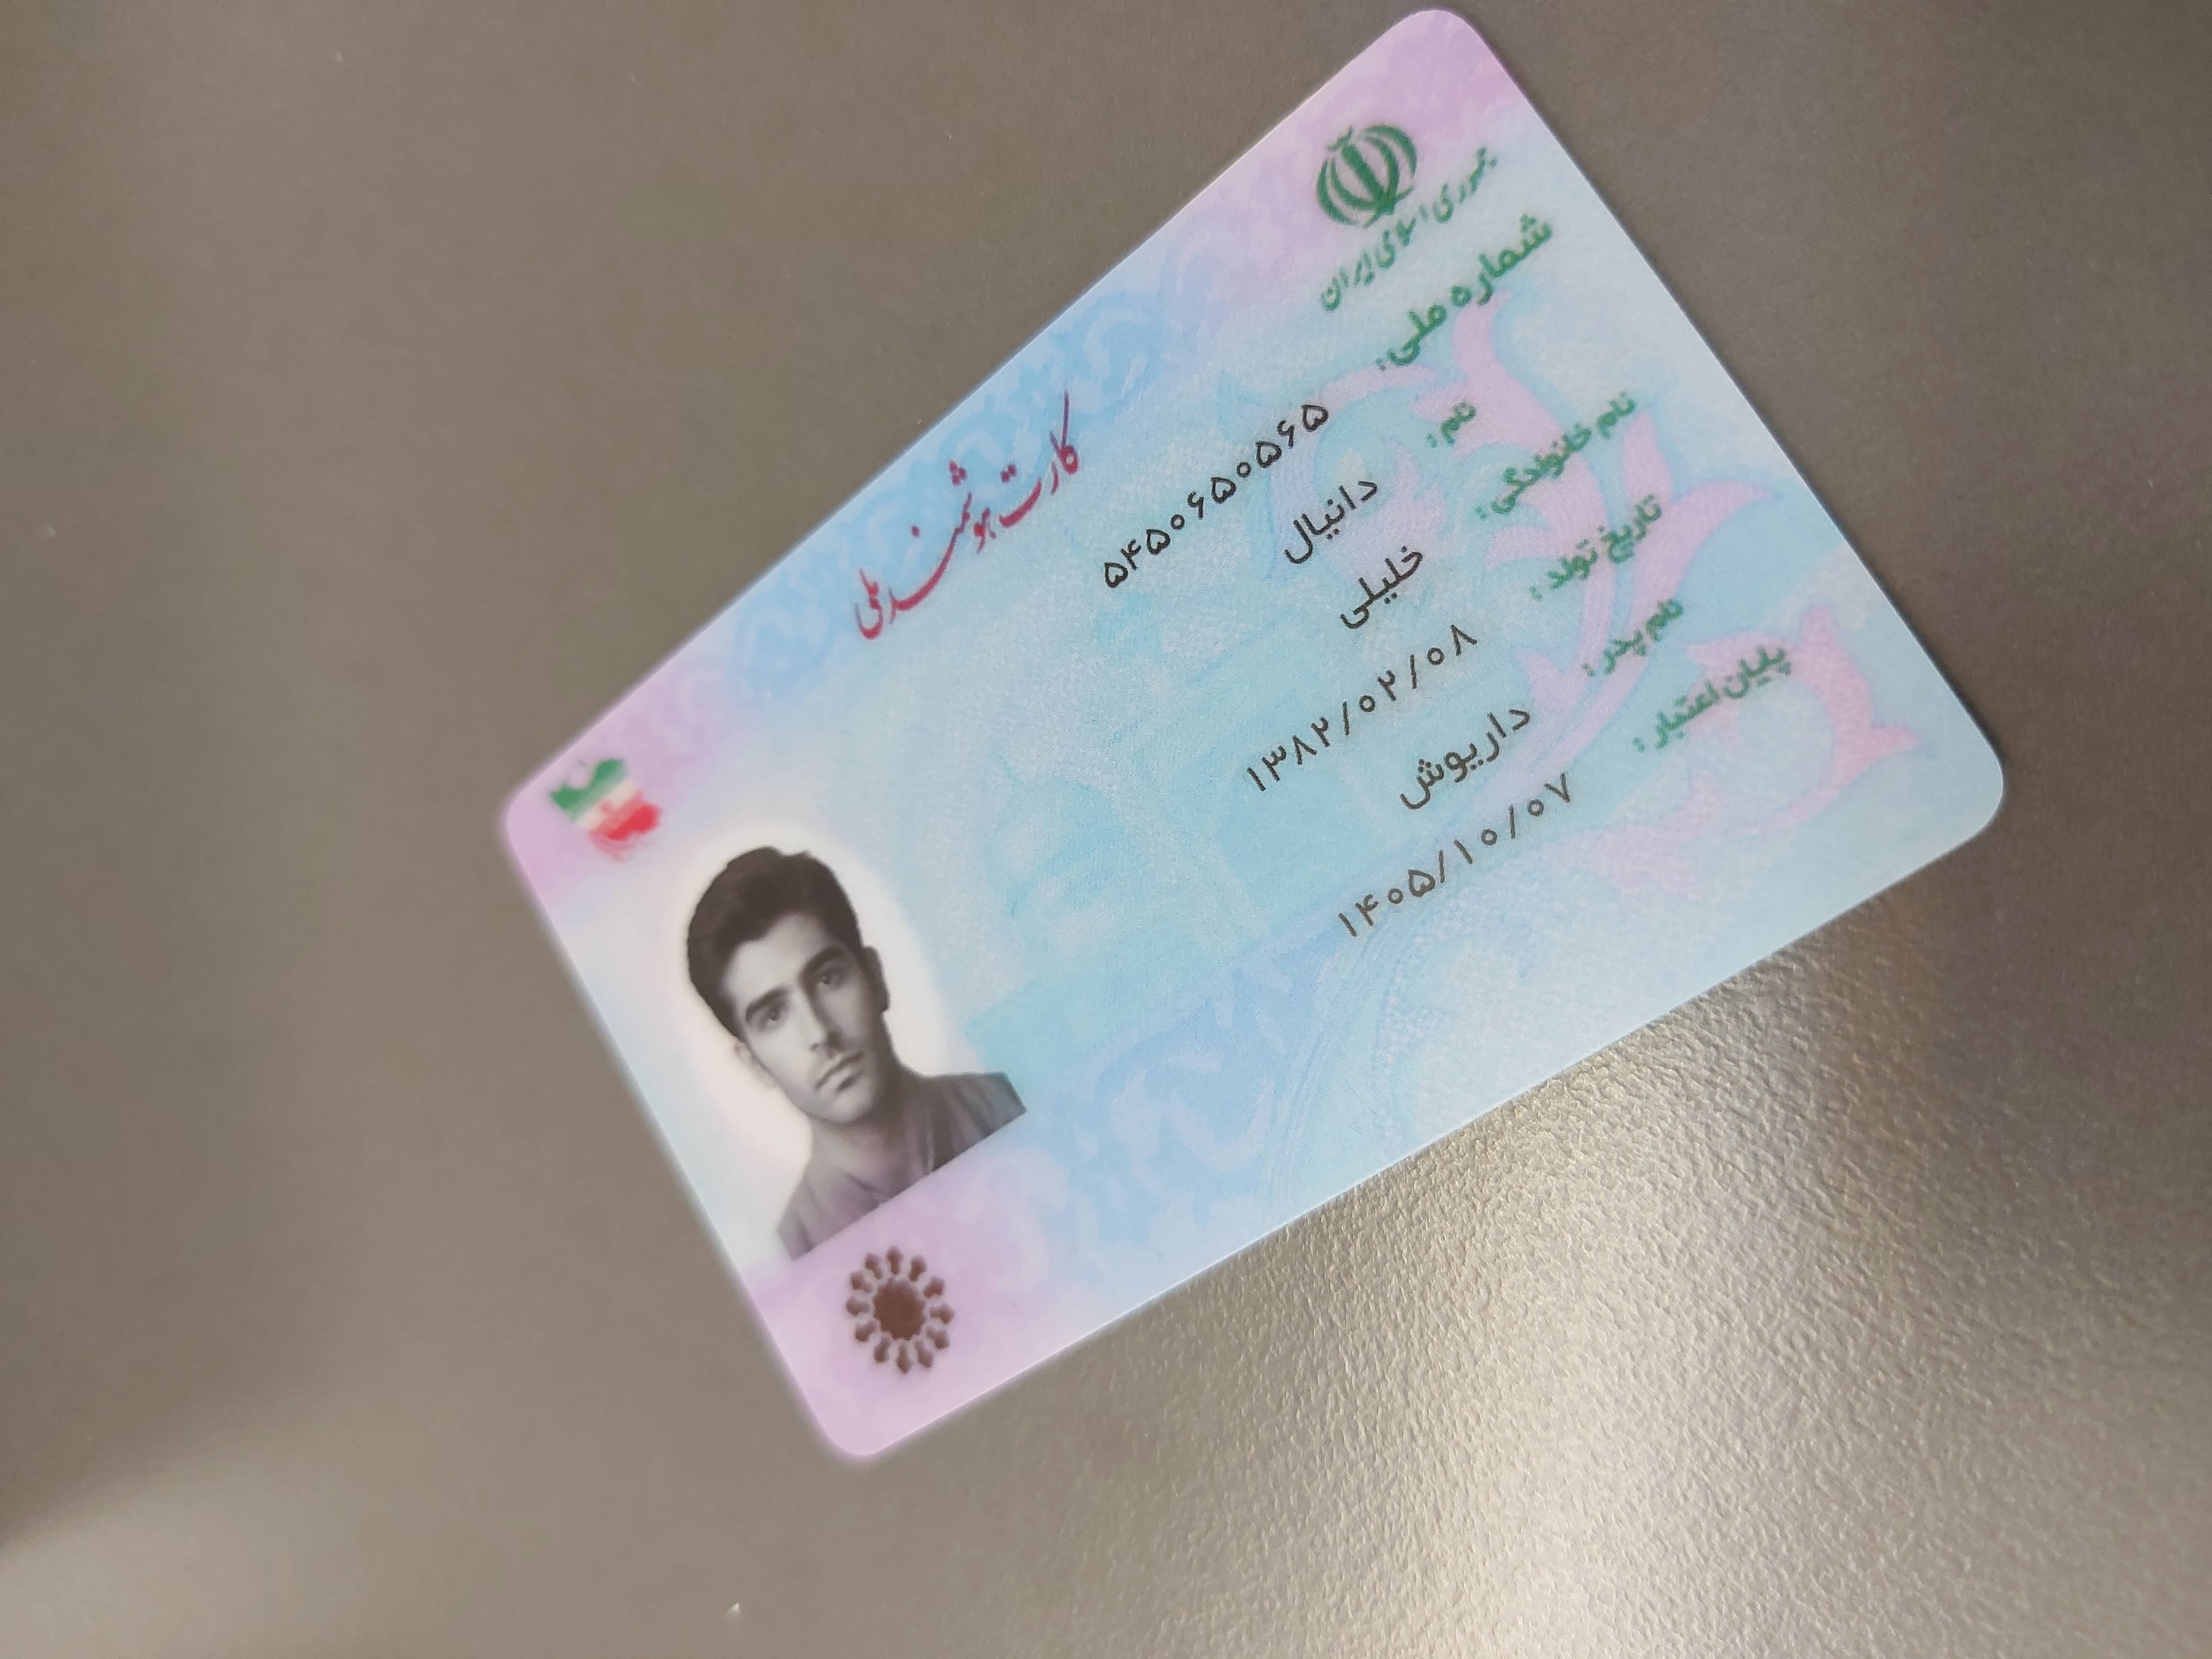 جمهوری اسلامی ایران
کارت هوشمند ملی
شماره ملی: ۵۴۵۰۶۵۰۵۶۵
نام: دانیال
نام خانوادگی: خلیلی
تاریخ تولد: ۱۳۸۲/۰۲/۰۸
نام پدر: داریوش
پایان اعتبار: ۱۴۰۵/۱۰/۰۷